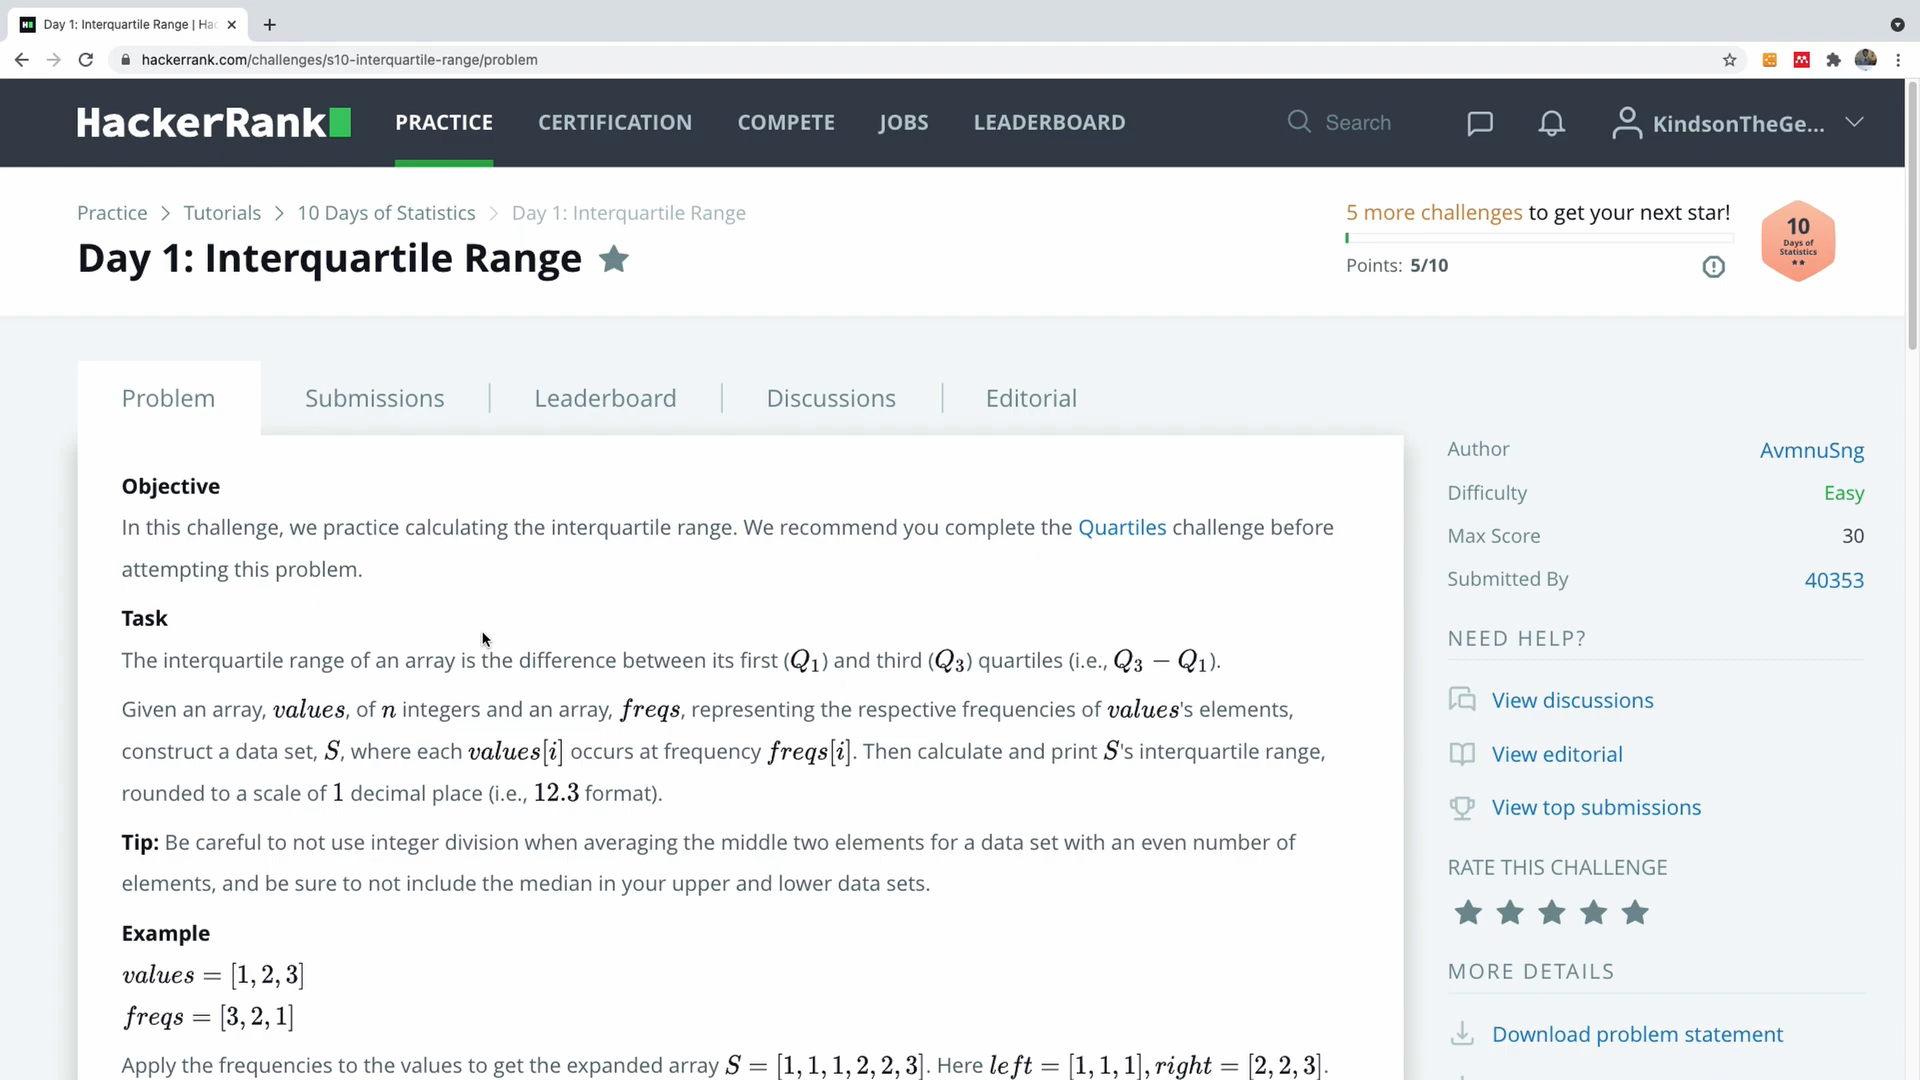 Day 1: Interquartile Range | Hac
hackerrank.com/challenges/s10-interquartile-range/problem
HackerRank PRACTICE CERTIFICATION COMPETE JOBS LEADERBOARD Search KindsonTheGe...
Practice > Tutorials > 10 Days of Statistics > Day 1: Interquartile Range
Day 1: Interquartile Range
5 more challenges to get your next star!
Points: 5/10
10
Days of
Statistics
Problem Submissions Leaderboard Discussions Editorial
Objective
In this challenge, we practice calculating the interquartile range. We recommend you complete the Quartiles challenge before
attempting this problem.
Task
The interquartile range of an array is the difference between its first (Q₁) and third (Q₃) quartiles (i.e., Q₃ − Q₁).
Given an array, values, of n integers and an array, freqs, representing the respective frequencies of values's elements,
construct a data set, S, where each values[i] occurs at frequency freqs[i]. Then calculate and print S's interquartile range,
rounded to a scale of 1 decimal place (i.e., 12.3 format).
Tip: Be careful to not use integer division when averaging the middle two elements for a data set with an even number of
elements, and be sure to not include the median in your upper and lower data sets.
Example
values = [1, 2, 3]
freqs = [3, 2, 1]
Apply the frequencies to the values to get the expanded array S = [1, 1, 1, 2, 2, 3]. Here left = [1, 1, 1], right = [2, 2, 3].
Author AvmnuSng
Difficulty Easy
Max Score 30
Submitted By 40353
NEED HELP?
View discussions
View editorial
View top submissions
RATE THIS CHALLENGE
MORE DETAILS
Download problem statement